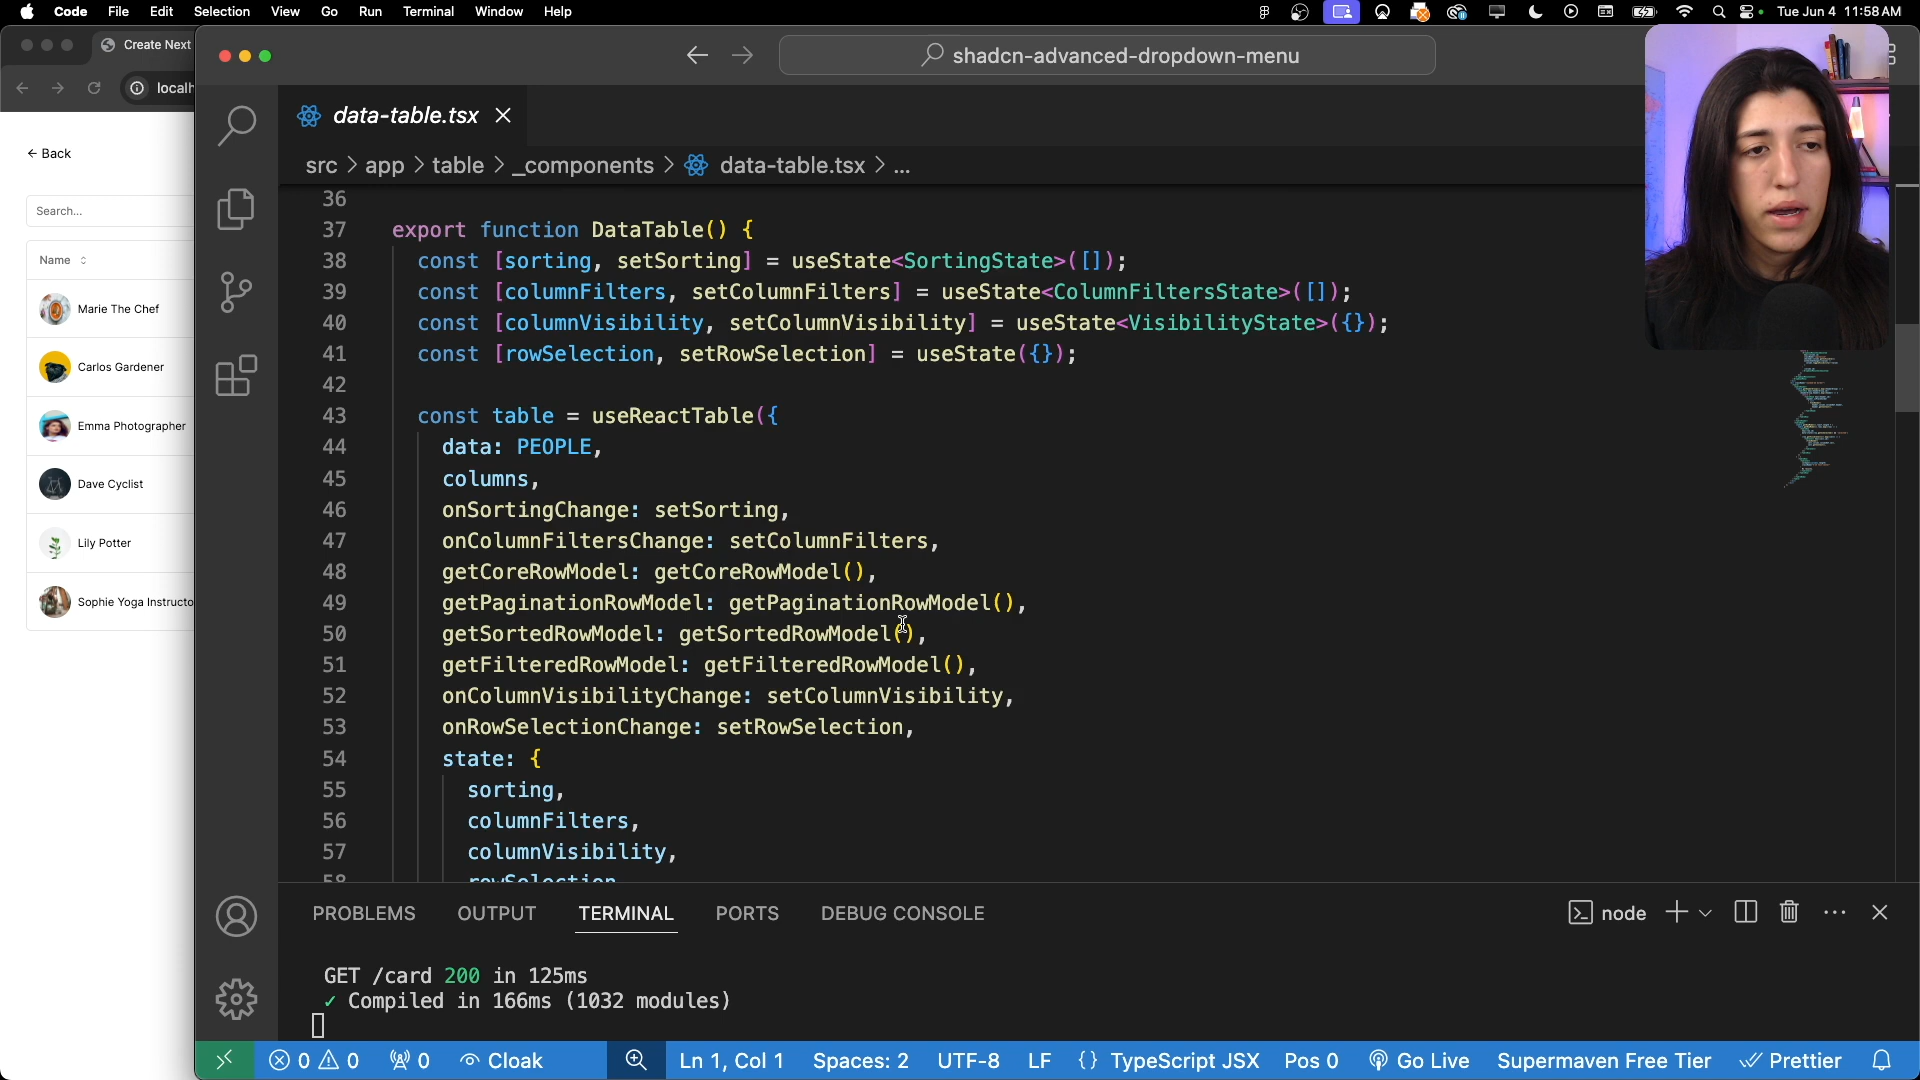 Code File Edit Selection View Go Run Terminal Window Help
Tue Jun 4 11:58 AM
Create Next
localh
← Back
Search...
Name
Marie The Chef
Carlos Gardener
Emma Photographer
Dave Cyclist
Lily Potter
Sophie Yoga Instructo
shadcn-advanced-dropdown-menu
data-table.tsx
src > app > table > _components > data-table.tsx > ...
36
37 export function DataTable() {
38 const [sorting, setSorting] = useState<SortingState>([]);
39 const [columnFilters, setColumnFilters] = useState<ColumnFiltersState>([]);
40 const [columnVisibility, setColumnVisibility] = useState<VisibilityState>({});
41 const [rowSelection, setRowSelection] = useState({});
42
43 const table = useReactTable({
44 data: PEOPLE,
45 columns,
46 onSortingChange: setSorting,
47 onColumnFiltersChange: setColumnFilters,
48 getCoreRowModel: getCoreRowModel(),
49 getPaginationRowModel: getPaginationRowModel(),
50 getSortedRowModel: getSortedRowModel(),
51 getFilteredRowModel: getFilteredRowModel(),
52 onColumnVisibilityChange: setColumnVisibility,
53 onRowSelectionChange: setRowSelection,
54 state: {
55 sorting,
56 columnFilters,
57 columnVisibility,
58 rowSelection
PROBLEMS OUTPUT TERMINAL PORTS DEBUG CONSOLE
node
GET /card 200 in 125ms
✓ Compiled in 166ms (1032 modules)
0 0 0 Cloak Ln 1, Col 1 Spaces: 2 UTF-8 LF {} TypeScript JSX Pos 0 Go Live Supermaven Free Tier Prettier